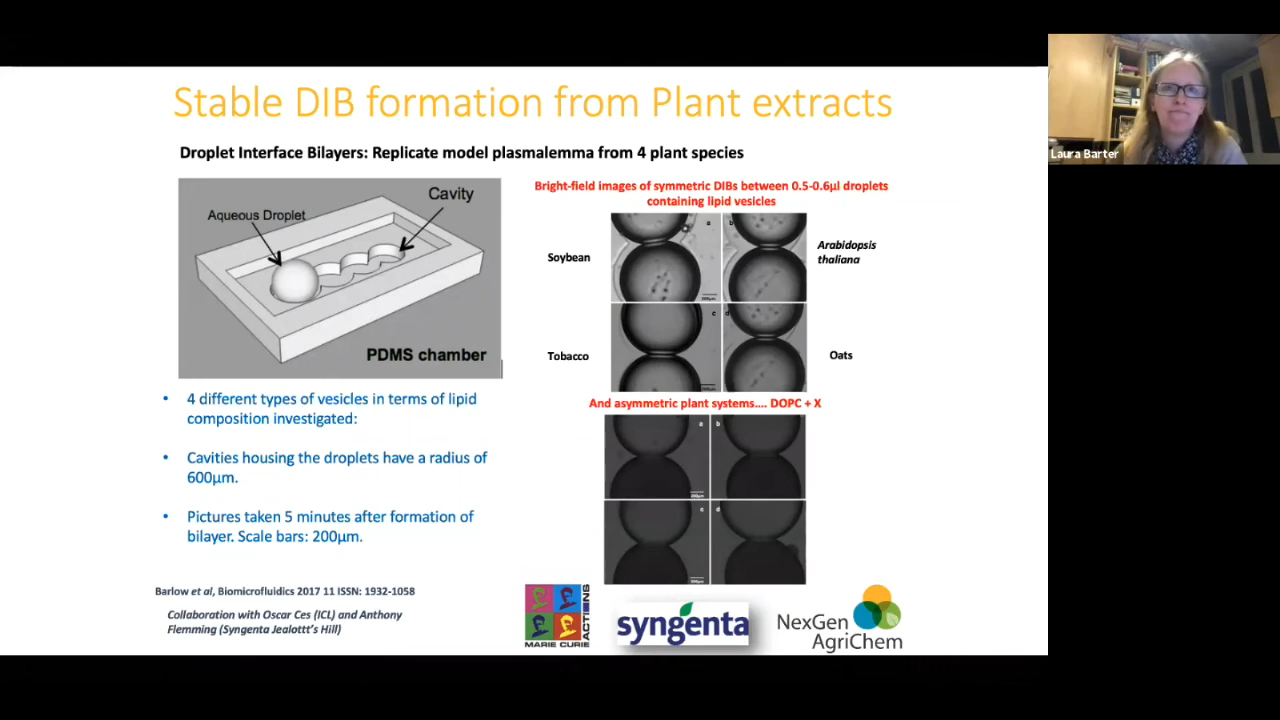 Stable DIB formation from Plant extracts
Droplet Interface Bilayers: Replicate model plasmalemma from 4 plant species
Aqueous Droplet
Cavity
PDMS chamber
• 4 different types of vesicles in terms of lipid
composition investigated:
• Cavities housing the droplets have a radius of
600µm.
• Pictures taken 5 minutes after formation of
bilayer. Scale bars: 200µm.
Barlow et al, Biomicrofluidics 2017 11 ISSN: 1932-1058
Collaboration with Oscar Ces (ICL) and Anthony
Flemming (Syngenta Jealottt's Hill)
Bright-field images of symmetric DIBs between 0.5-0.6µl droplets
containing lipid vesicles
Soybean
a
b
Arabidopsis
thaliana
Tobacco
c
d
Oats
And asymmetric plant systems.... DOPC + X
a
b
c
d
MARIE CURIE
ACTIONS
syngenta
NexGen
AgriChem
Laura Barter